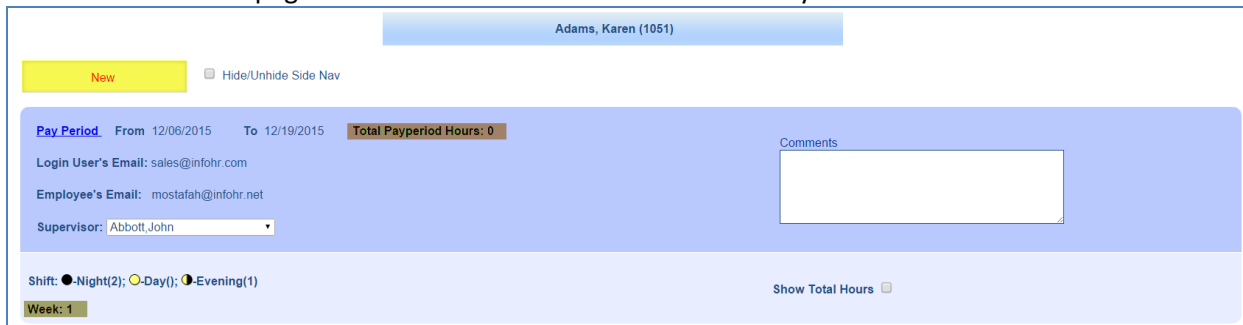 Adams, Karen (1051)
New Hide/Unhide Side Nav
Pay Period From 12/06/2015 To 12/19/2015 Total Payperiod Hours: 0
Comments
Login User's Email: sales@infohr.com
Employee's Email: mostafah@infohr.net
Supervisor: Abbott,John
Shift: -Night(2); -Day(); -Evening(1)
Show Total Hours
Week: 1